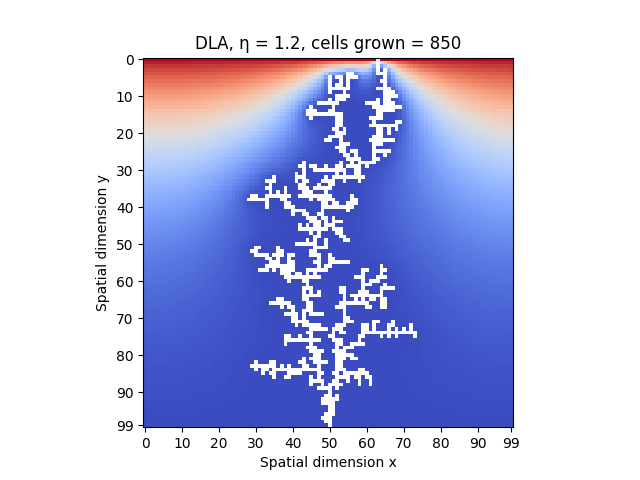 DLA, η = 1.2, cells grown = 850
0
10
20
30
40
50
60
70
80
90
99
Spatial dimension y
0 10 20 30 40 50 60 70 80 90 99
Spatial dimension x